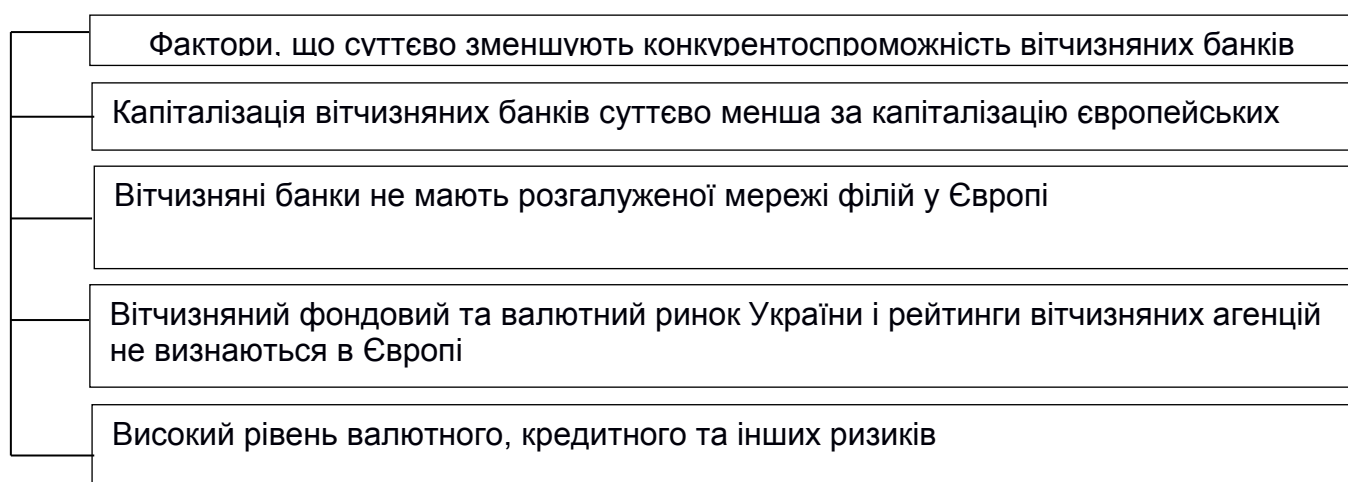 Фактори, що суттєво зменшують конкурентоспроможність вітчизняних банків
Капіталізація вітчизняних банків суттєво менша за капіталізацію європейських
Вітчизняні банки не мають розгалуженої мережі філій у Європі
Вітчизняний фондовий та валютний ринок України і рейтинги вітчизняних агенцій
не визнаються в Європі
Високий рівень валютного, кредитного та інших ризиків